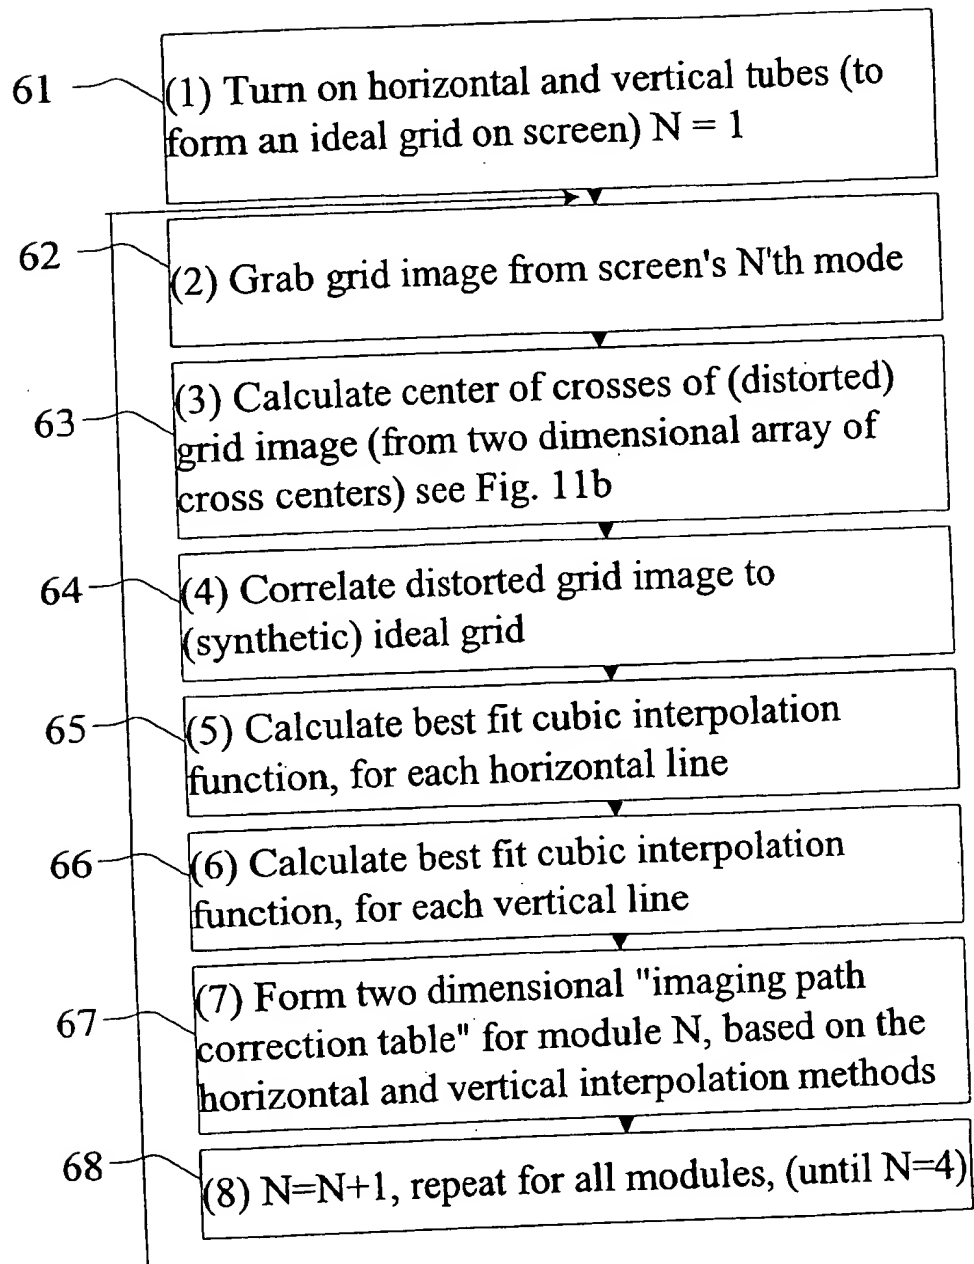 61
(1) Turn on horizontal and vertical tubes (to
form an ideal grid on screen) N = 1
62
(2) Grab grid image from screen's N'th mode
63
(3) Calculate center of crosses of (distorted)
grid image (from two dimensional array of
cross centers) see Fig. 11b
64
(4) Correlate distorted grid image to
(synthetic) ideal grid
65
(5) Calculate best fit cubic interpolation
function, for each horizontal line
66
(6) Calculate best fit cubic interpolation
function, for each vertical line
67
(7) Form two dimensional "imaging path
correction table" for module N, based on the
horizontal and vertical interpolation methods
68
(8) N=N+1, repeat for all modules, (until N=4)